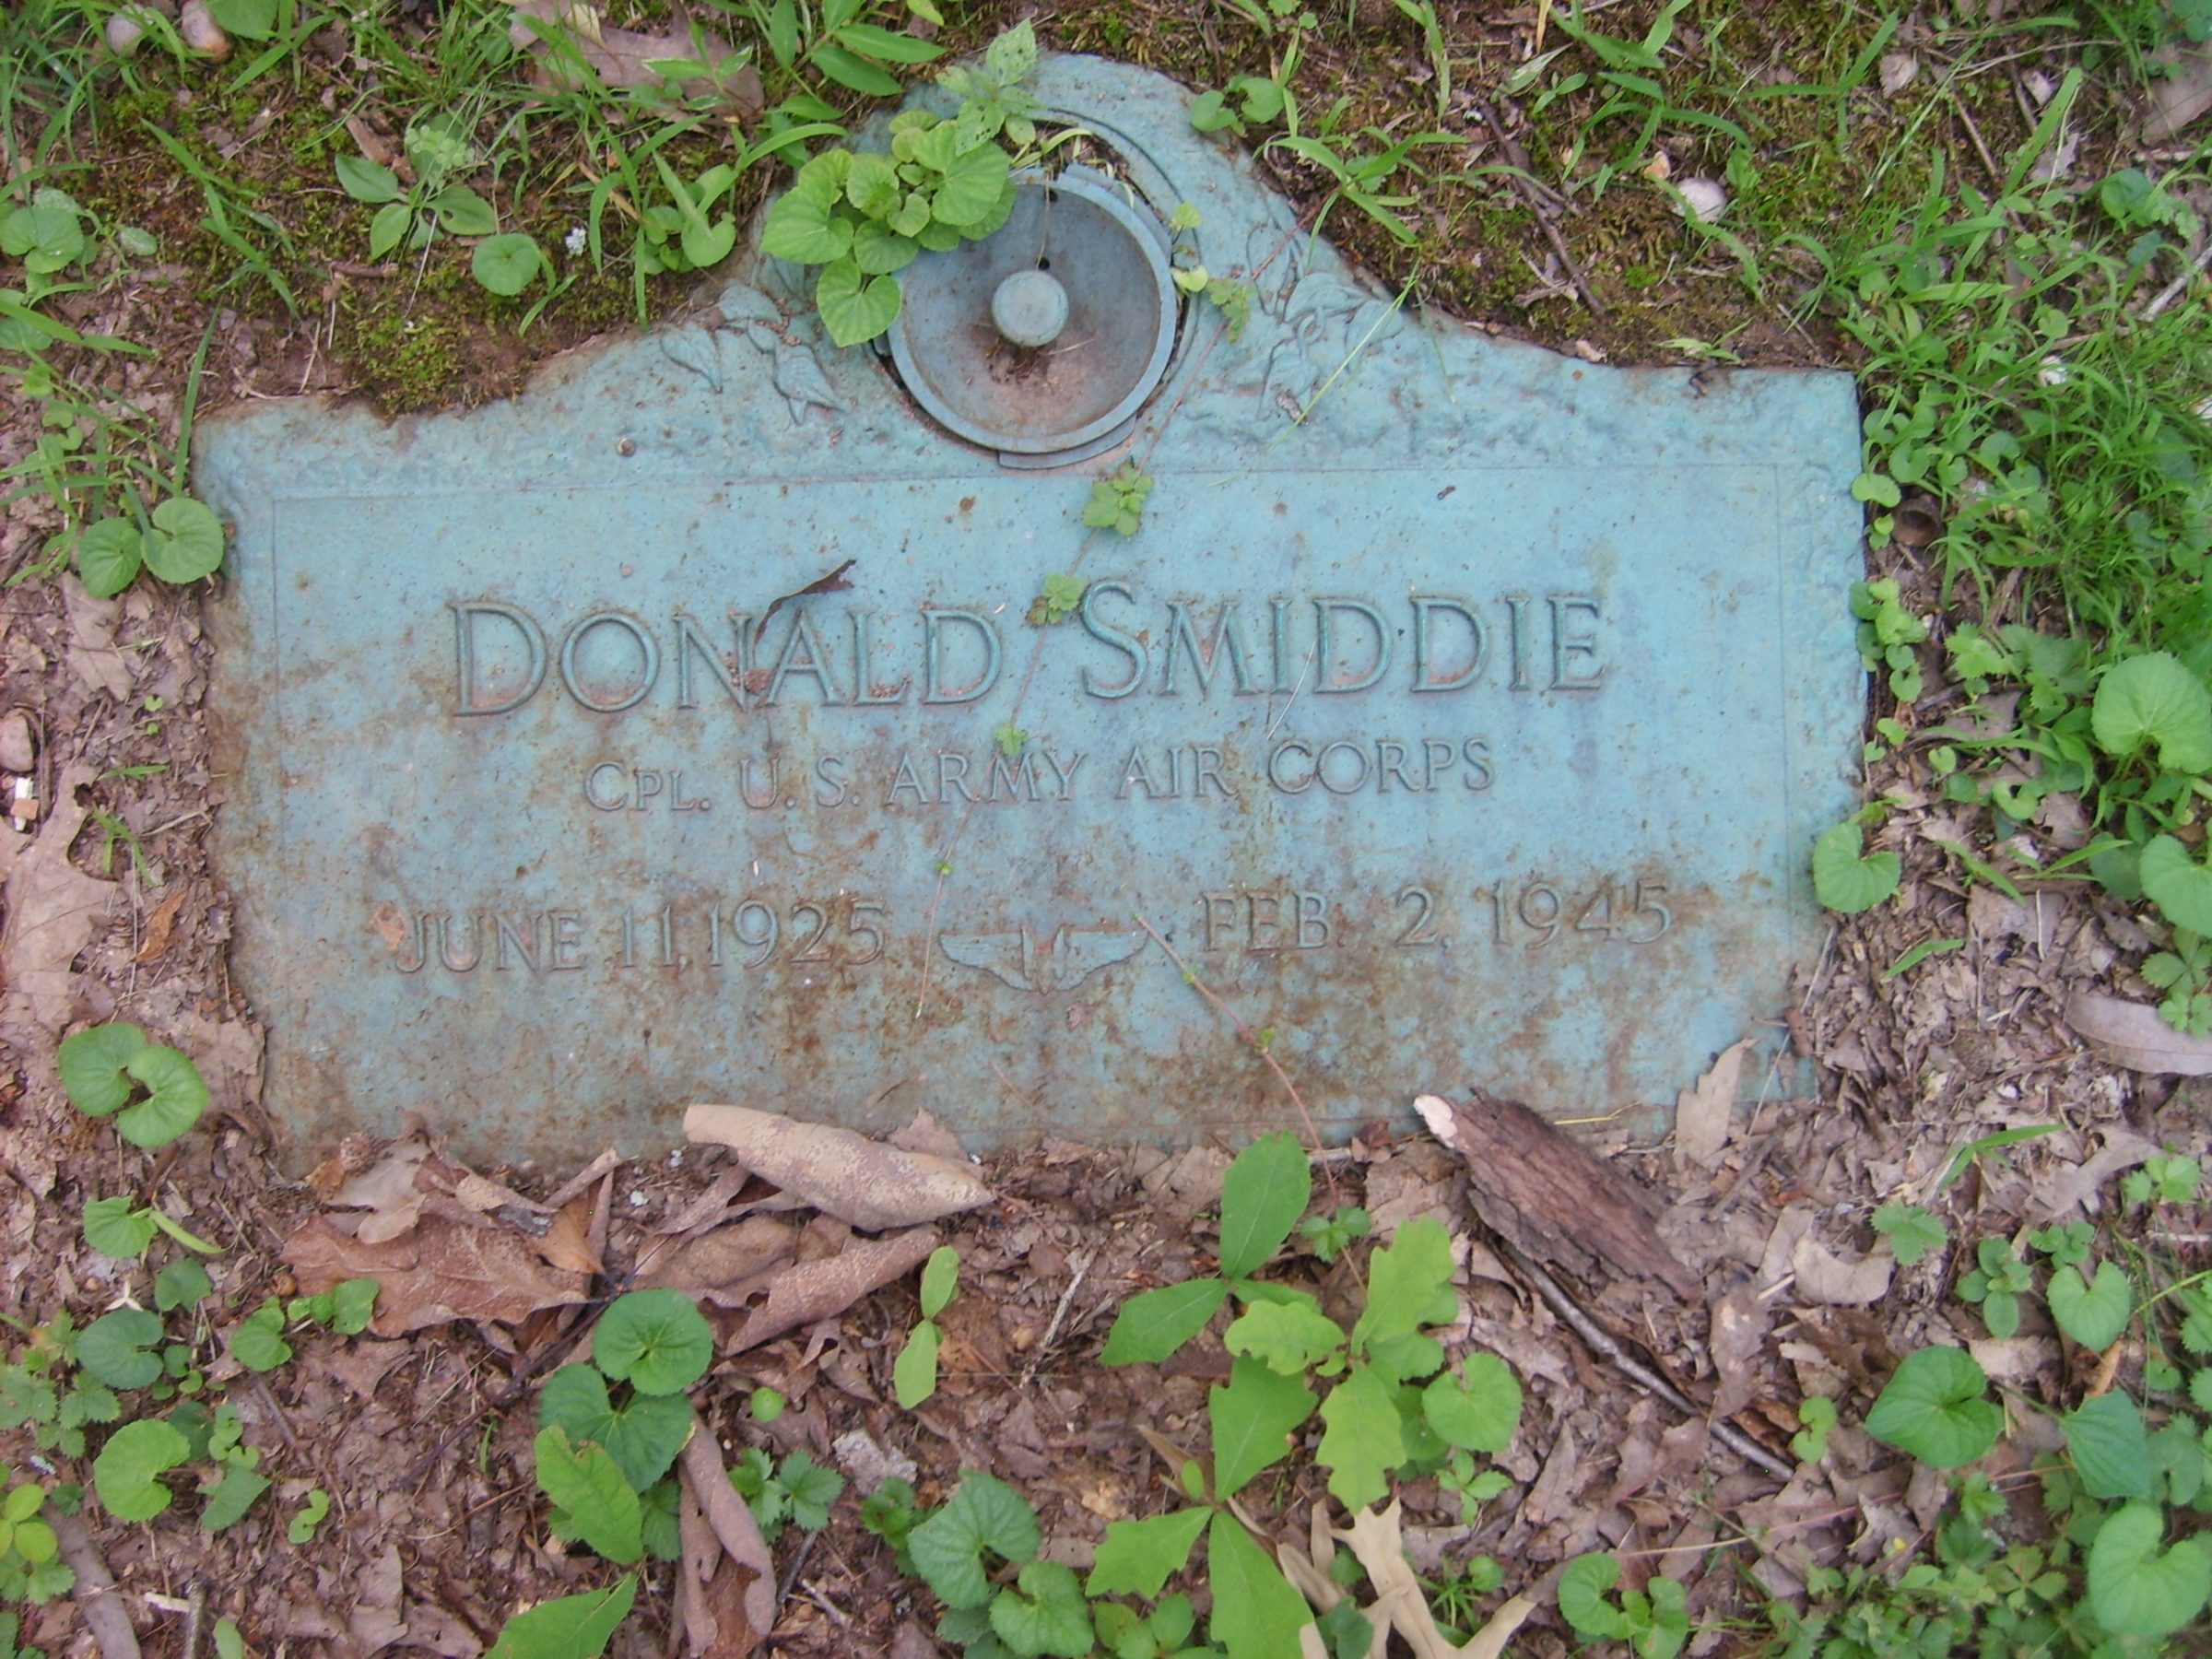 DONALD SMIDDIE
CPL. U. S. ARMY AIR CORPS
JUNE 11, 1925 FEB. 2, 1945